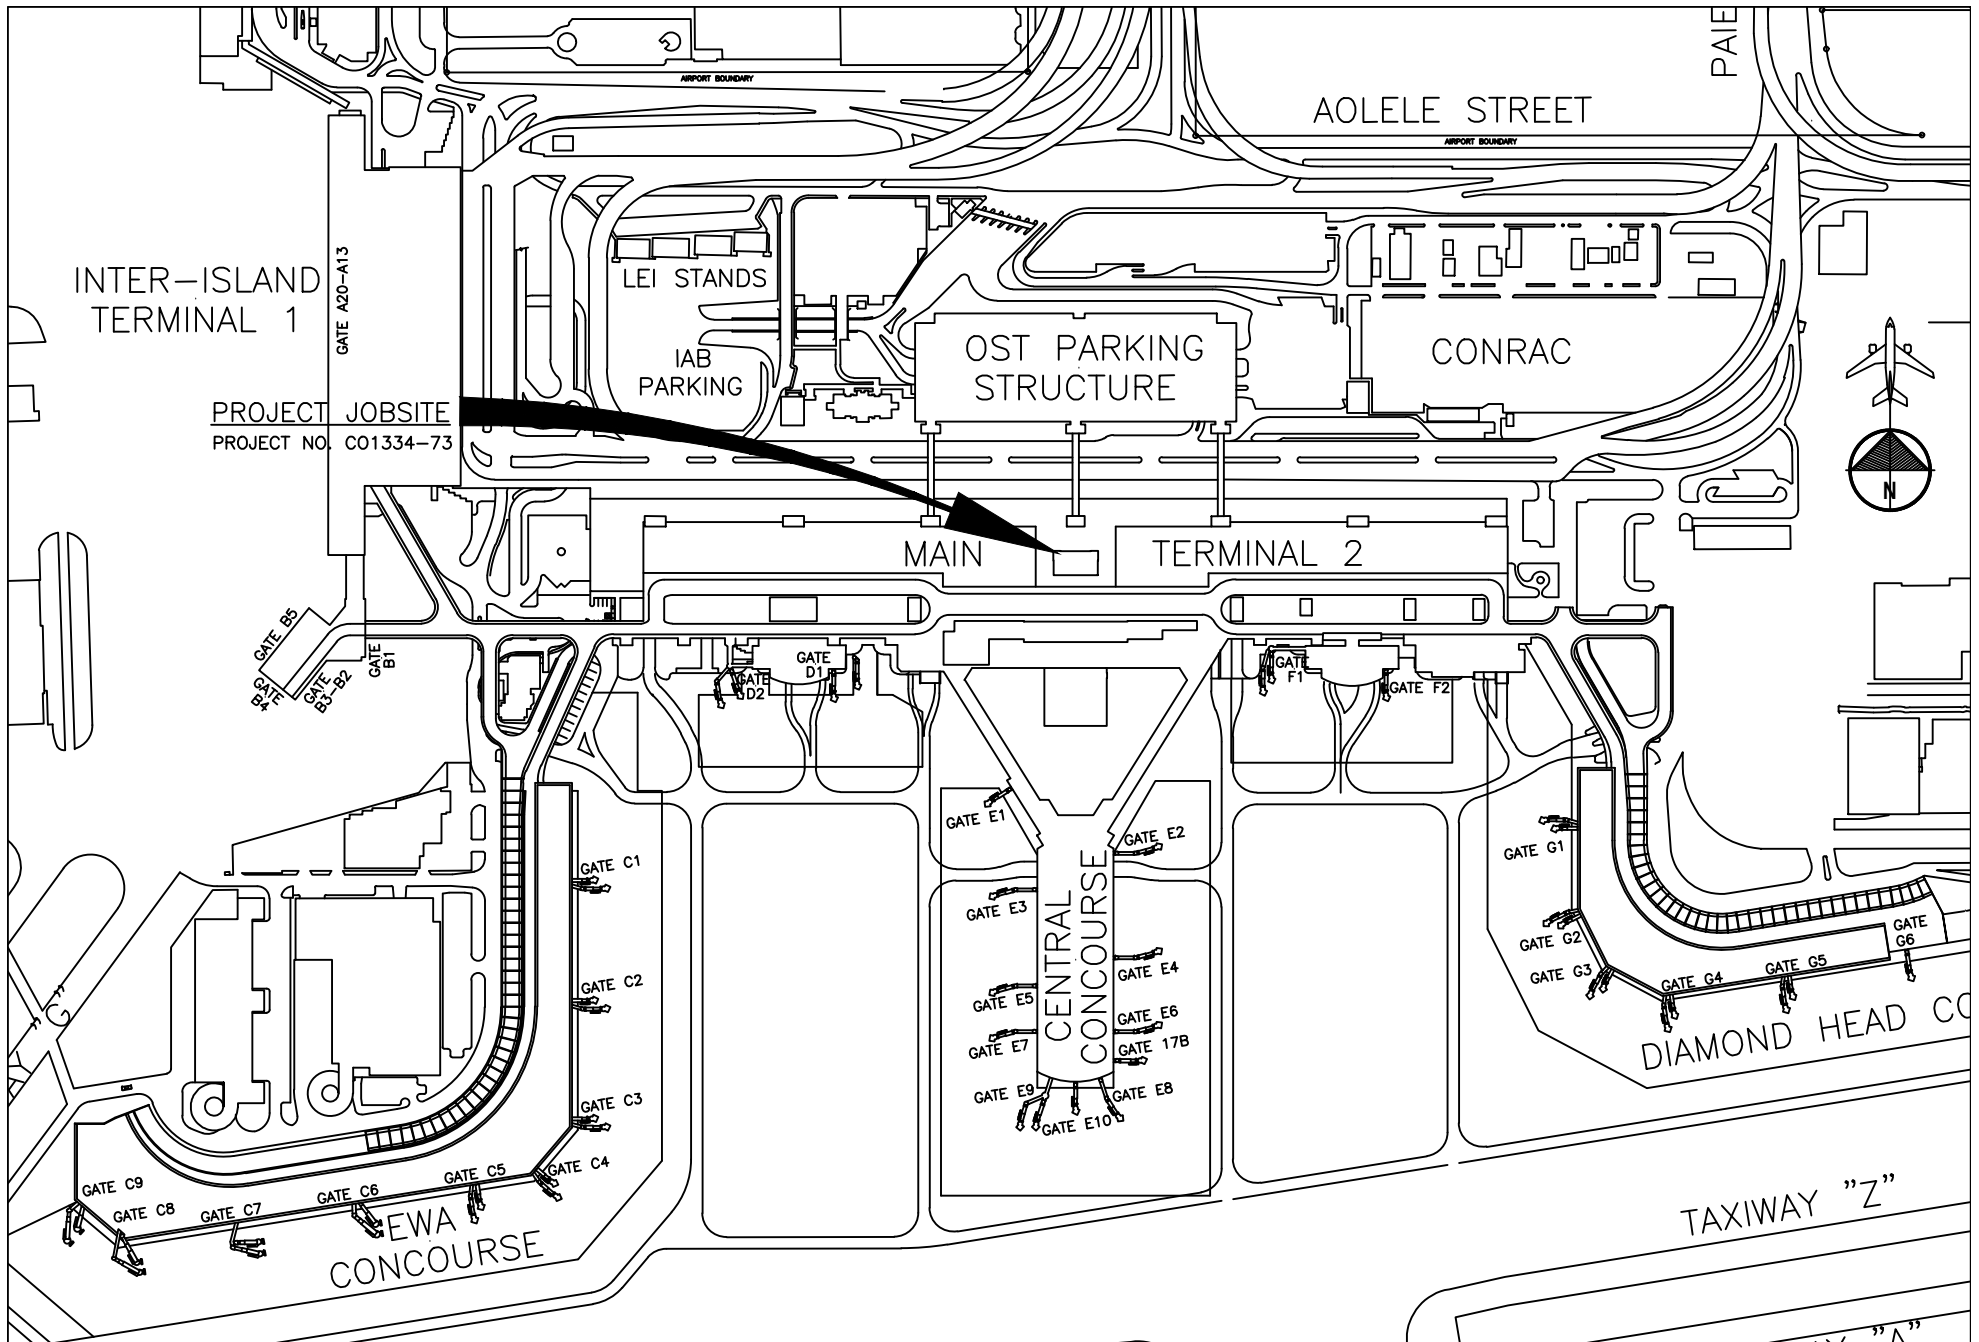 PAIE
AIRPORT BOUNDARY
AOLELE STREET
AIRPORT BOUNDARY
INTER-ISLAND
TERMINAL 1
GATE A20-A13
LEI STANDS
IAB
PARKING
OST PARKING
STRUCTURE
CONRAC
PROJECT JOBSITE
PROJECT NO. CO1334-73
N
MAIN
TERMINAL 2
GATE B5
GATE
B4
GATE
B3-B2
GATE
B1
GATE
D2
GATE
D1
GATE
F1
GATE F2
GATE E1
GATE E2
GATE E3
GATE E4
GATE E5
GATE E6
GATE E7
GATE 17B
GATE E9
GATE E8
GATE E10
CENTRAL
CONCOURSE
GATE C1
GATE C2
GATE C3
GATE C4
GATE C5
GATE C6
GATE C7
GATE C8
GATE C9
EWA
CONCOURSE
"G"
GATE G1
GATE G2
GATE G3
GATE G4
GATE G5
GATE
G6
DIAMOND HEAD CO
TAXIWAY "Z"
"A"